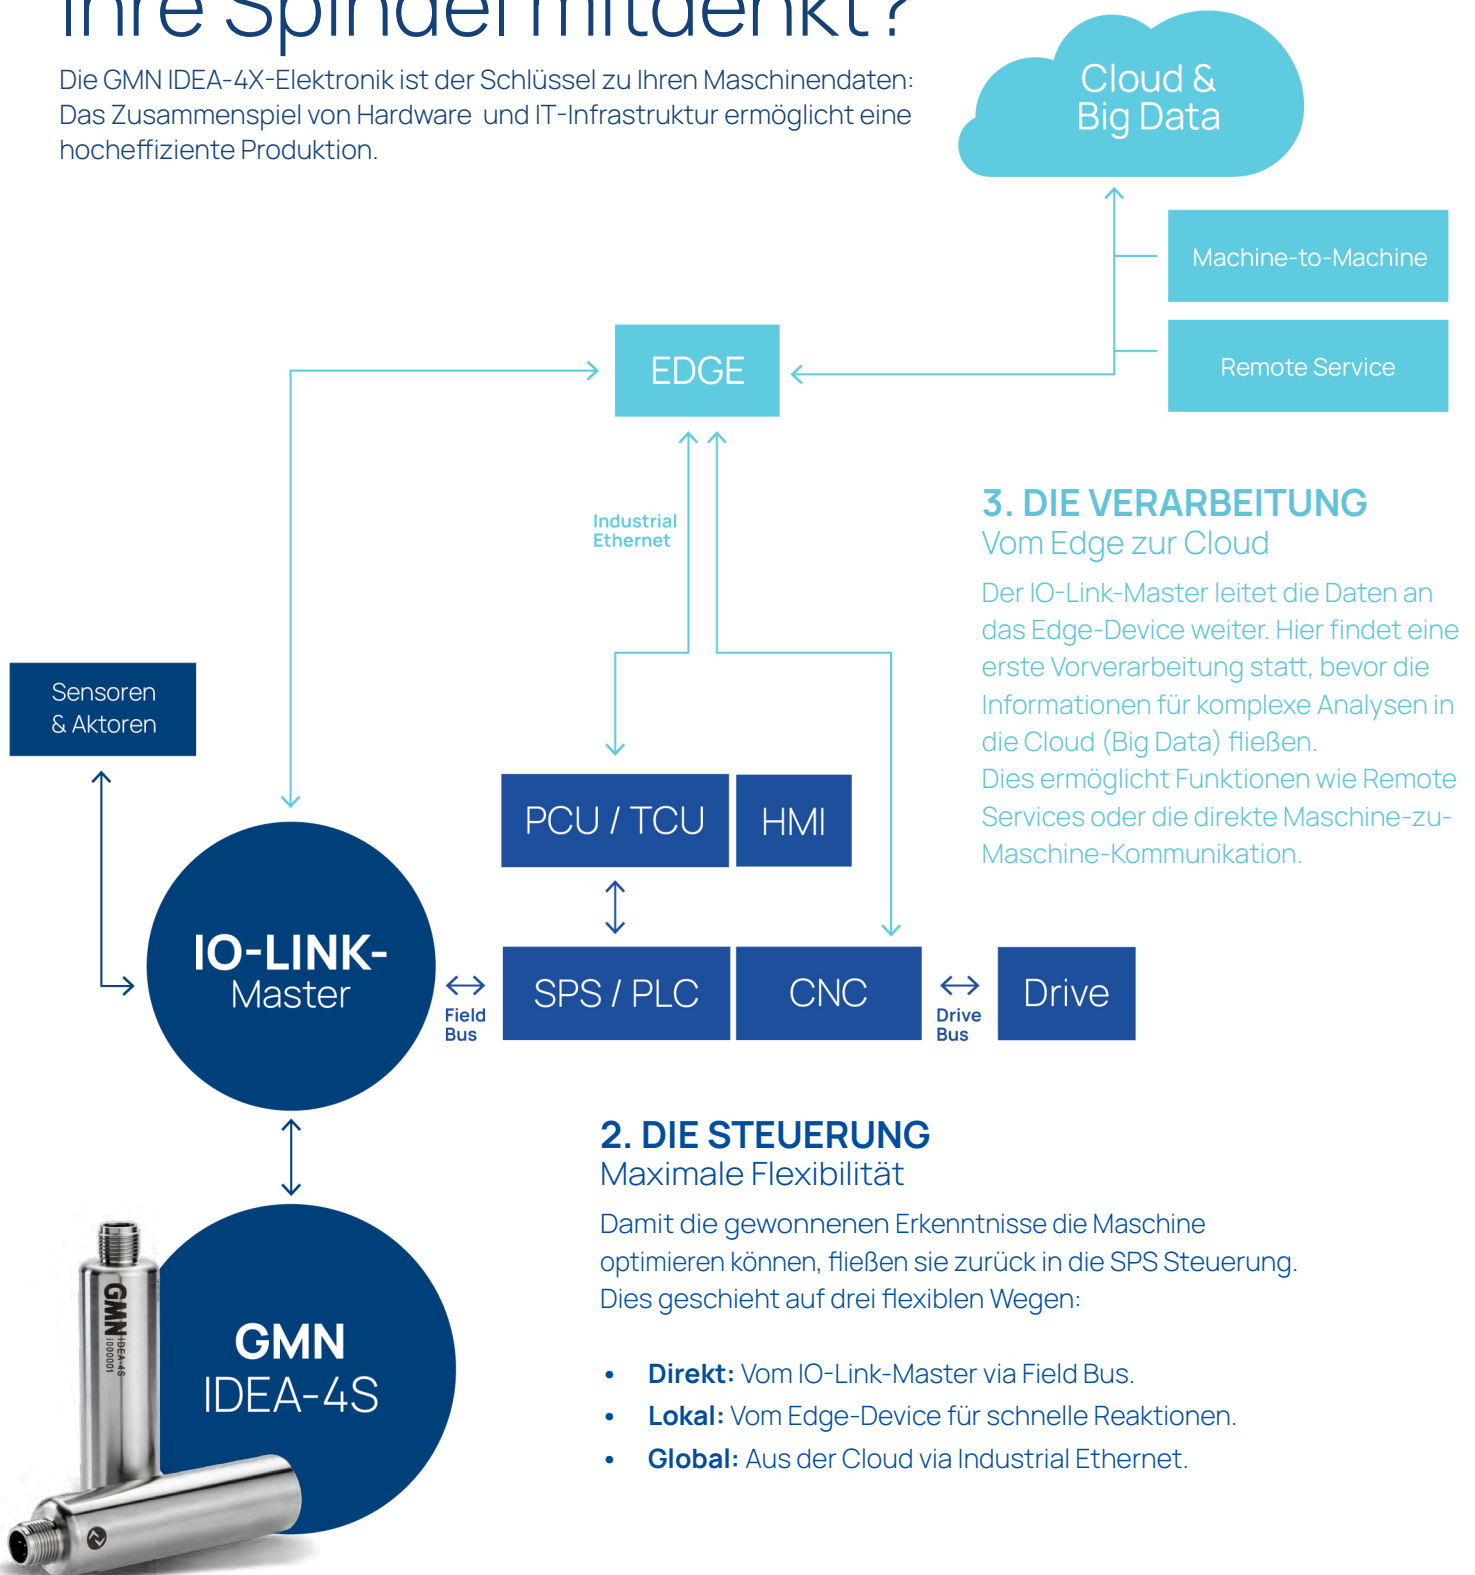 Ihre Spindel mitdenkt?
Die GMN IDEA-4X-Elektronik ist der Schlüssel zu Ihren Maschinendaten:
Das Zusammenspiel von Hardware und IT-Infrastruktur ermöglicht eine
hocheffiziente Produktion.
Cloud &
Big Data
Machine-to-Machine
Remote Service
EDGE
Industrial
Ethernet
3. DIE VERARBEITUNG
Vom Edge zur Cloud
Der IO-Link-Master leitet die Daten an
das Edge-Device weiter. Hier findet eine
erste Vorverarbeitung statt, bevor die
Informationen für komplexe Analysen in
die Cloud (Big Data) fließen.
Dies ermöglicht Funktionen wie Remote
Services oder die direkte Maschine-zu-
Maschine-Kommunikation.
Sensoren
& Aktoren
PCU / TCU
HMI
IO-LINK-
Master
Field
Bus
SPS / PLC
CNC
Drive
Bus
Drive
2. DIE STEUERUNG
Maximale Flexibilität
Damit die gewonnenen Erkenntnisse die Maschine
optimieren können, fließen sie zurück in die SPS Steuerung.
Dies geschieht auf drei flexiblen Wegen:
• Direkt: Vom IO-Link-Master via Field Bus.
• Lokal: Vom Edge-Device für schnelle Reaktionen.
• Global: Aus der Cloud via Industrial Ethernet.
GMN
IDEA-4S
GMN
IDEA-4S
i000001